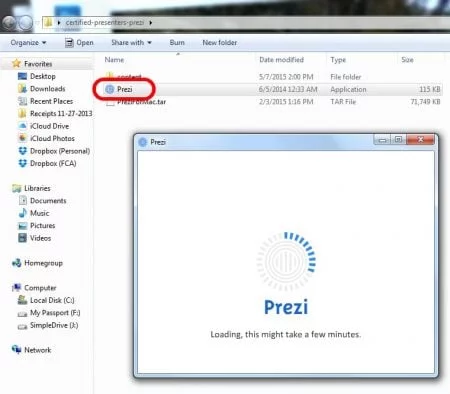 certified-presenters-prezi
Organize Open Share with Burn New folder
Favorites
Desktop
Downloads
Recent Places
Receipts 11-27-2013
iCloud Drive
iCloud Photos
Dropbox (Personal)
Dropbox (FCA)
Libraries
Documents
Music
Pictures
Videos
Homegroup
Computer
Local Disk (C:)
My Passport (F:)
SimpleDrive (J:)
Network
Name Date modified Type Size
content 5/7/2015 2:00 PM File folder
Prezi 6/5/2014 12:33 AM Application 115 KB
PreziForMac.tar 2/3/2015 1:16 PM TAR File 71,749 KB
Prezi
Prezi
Loading, this might take a few minutes.